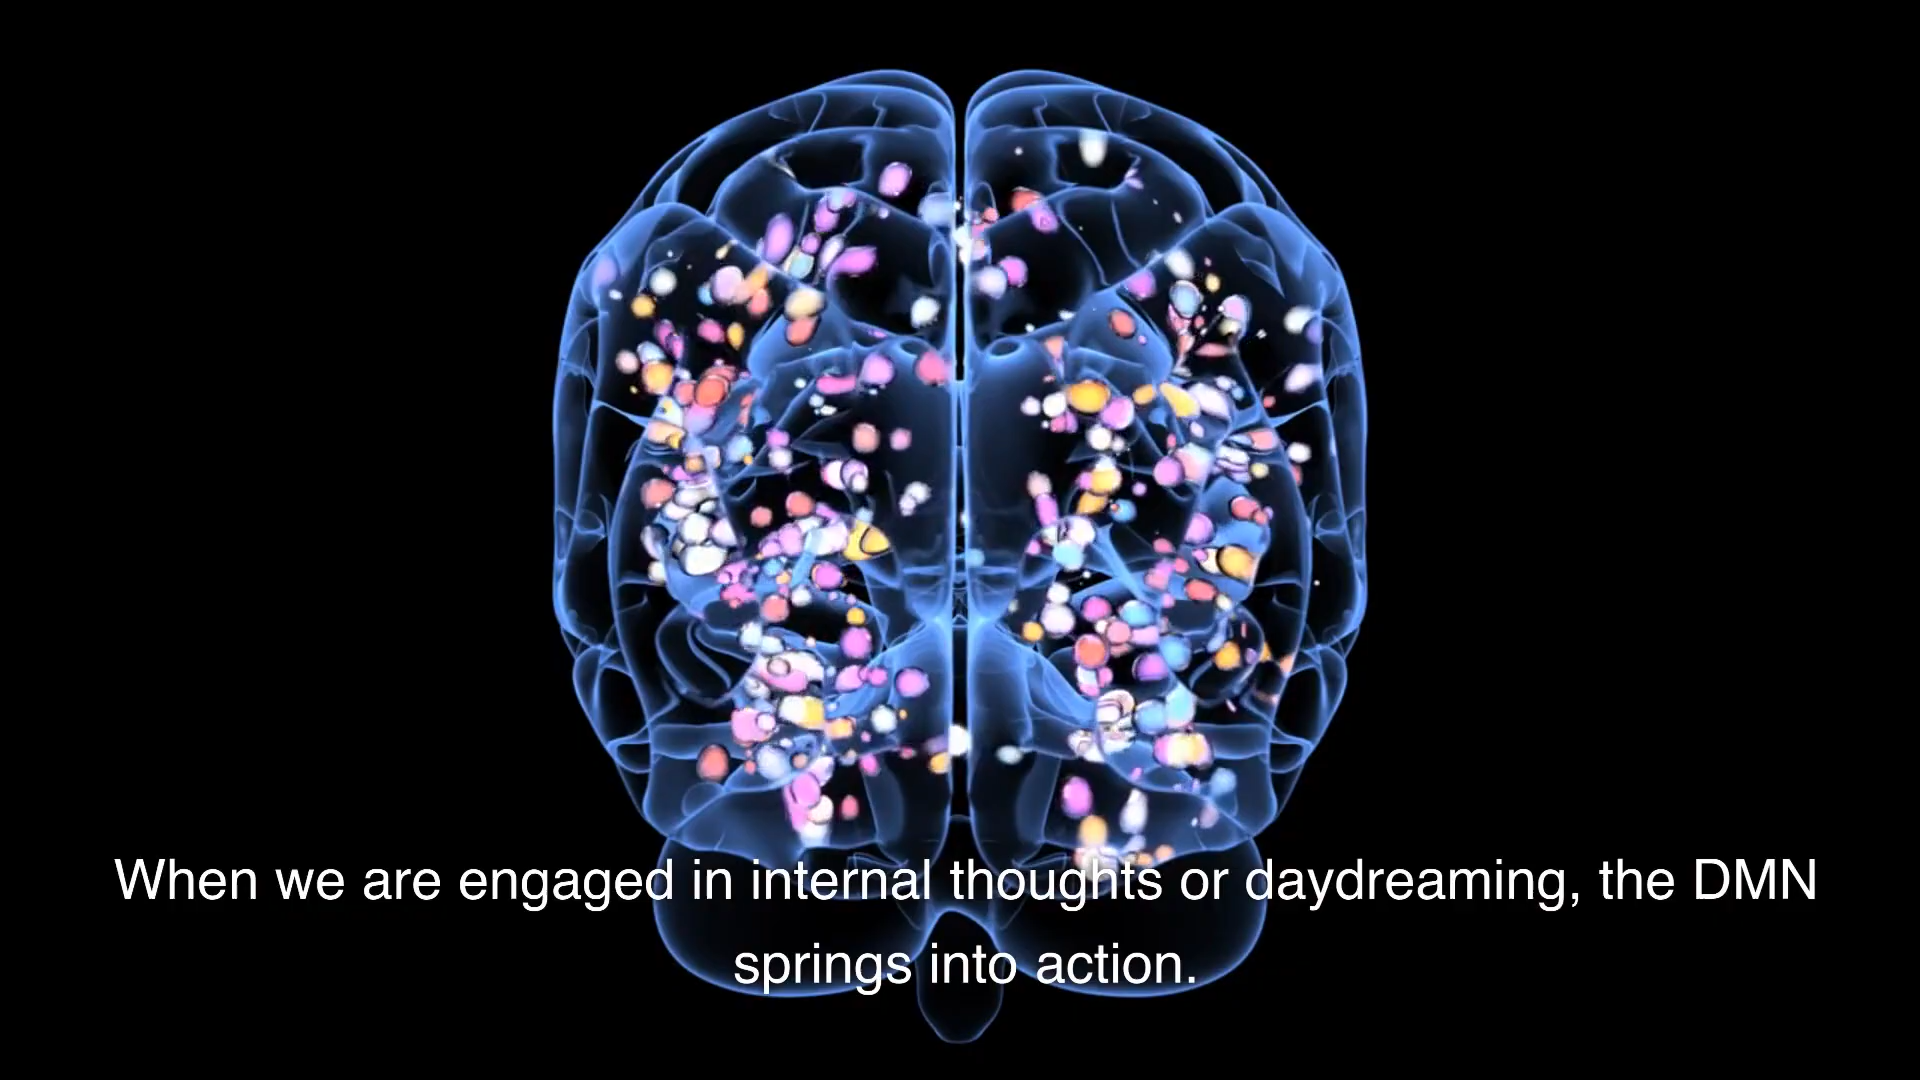 When we are engaged in internal thoughts or daydreaming, the DMN
springs into action.